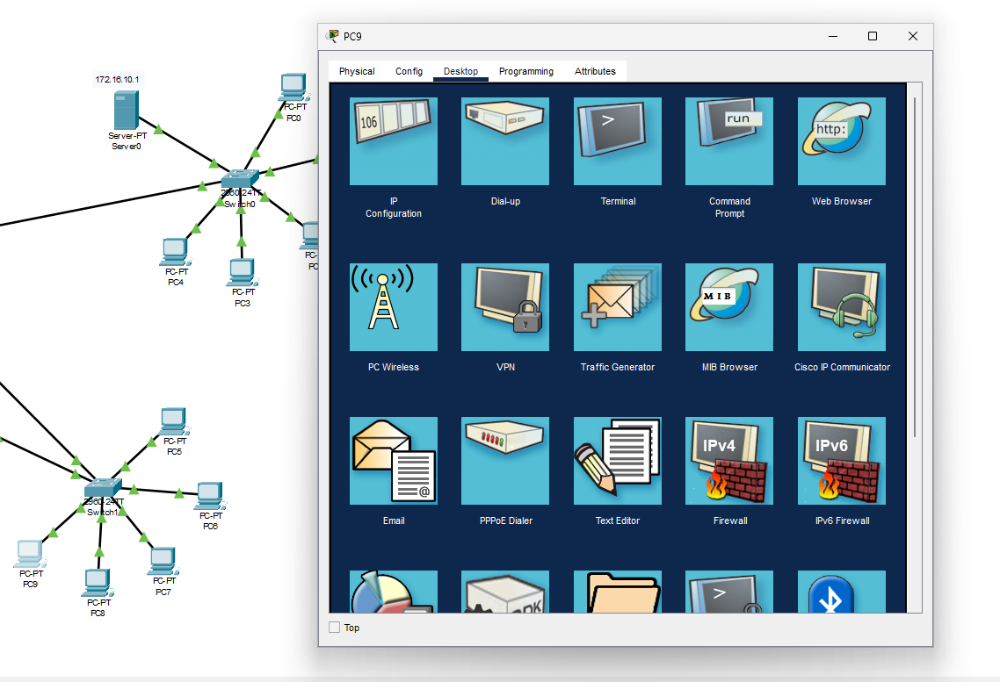 PC9
Physical
Config
Desktop
Programming
Attributes
106
>
run
http:
IP
Configuration
Dial-up
Terminal
Command
Prompt
Web Browser
MIB
PC Wireless
VPN
Traffic Generator
MIB Browser
Cisco IP Communicator
@
IPv4
IPv6
Email
PPPoE Dialer
Text Editor
Firewall
IPv6 Firewall
>
Top
172.16.10.1
Server-PT
Server0
PC-PT
PC0
2960-24TT
Switch0
PC-PT
PC4
PC-PT
PC3
PC-PT
PC5
2960-24TT
Switch1
PC-PT
PC6
PC-PT
PC9
PC-PT
PC7
PC-PT
PC8